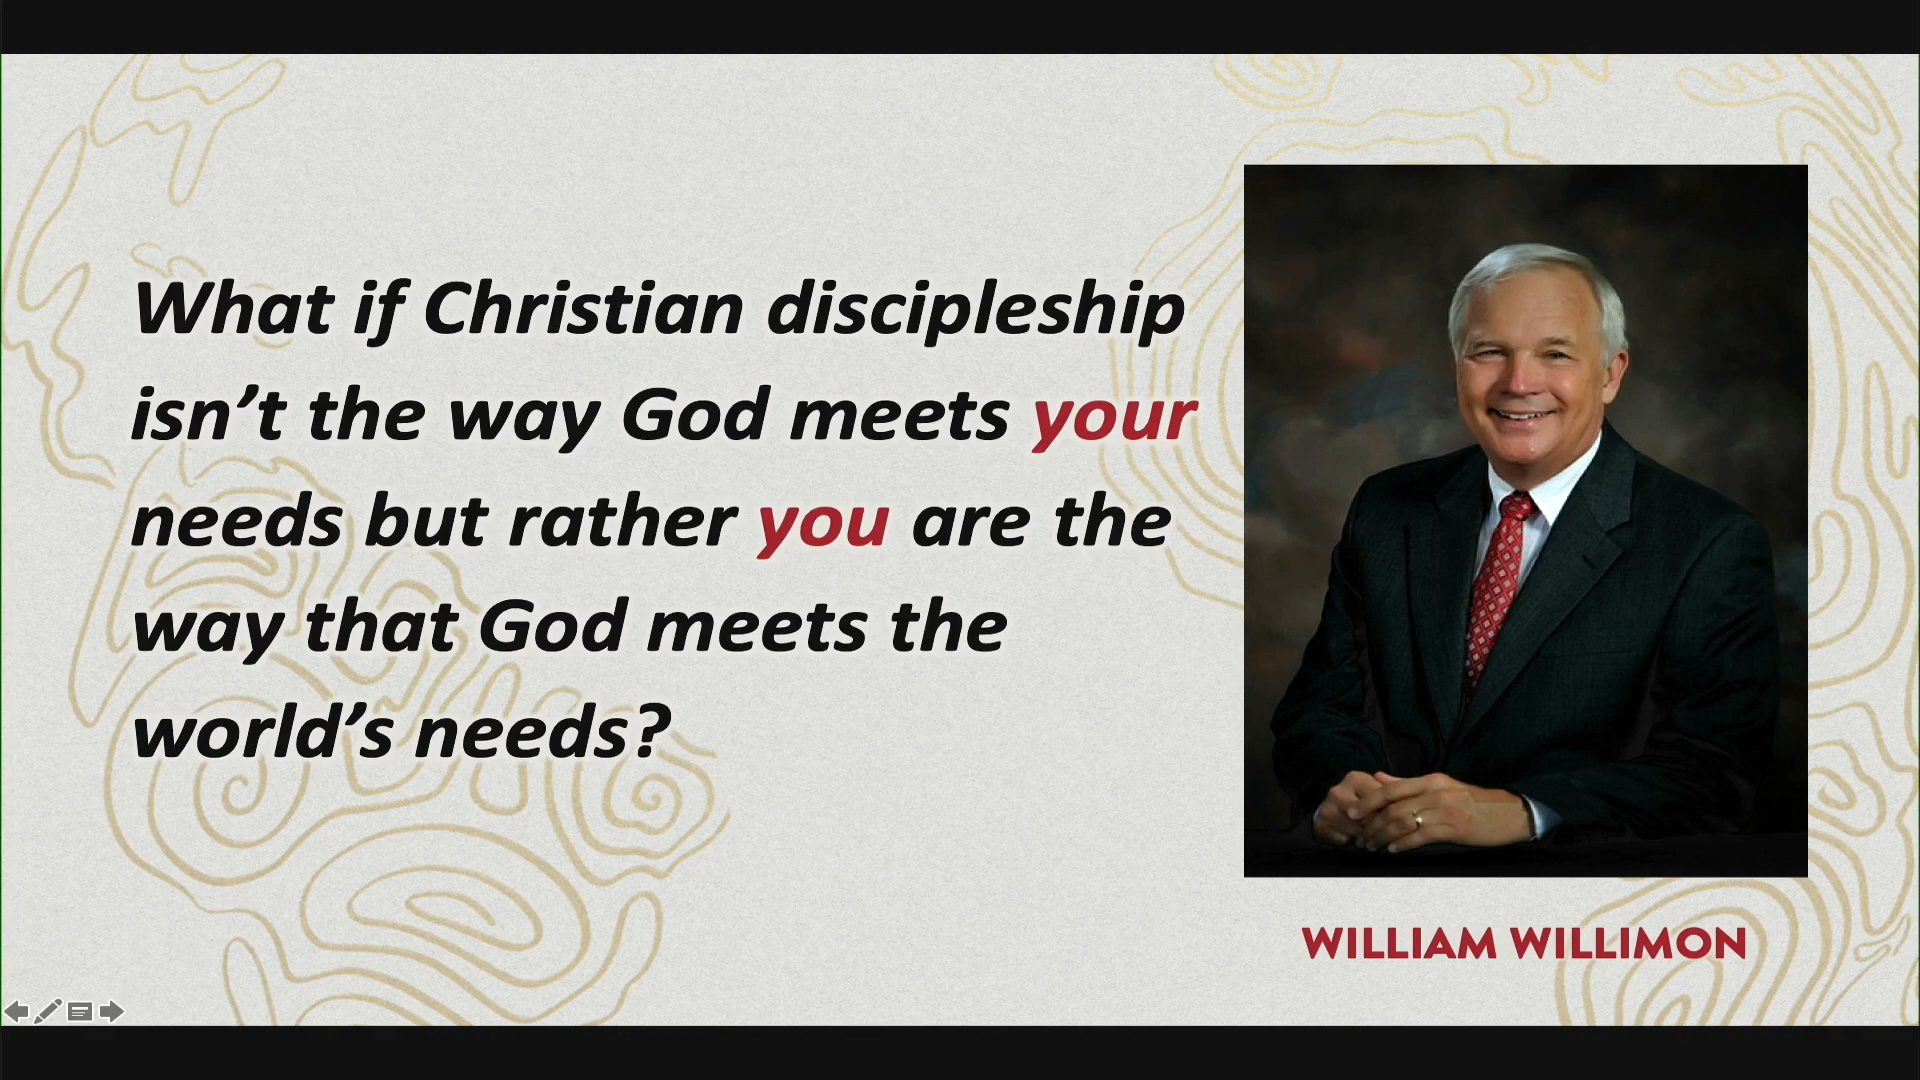 What if Christian discipleship
isn’t the way God meets your
needs but rather you are the
way that God meets the
world’s needs?
WILLIAM WILLIMON